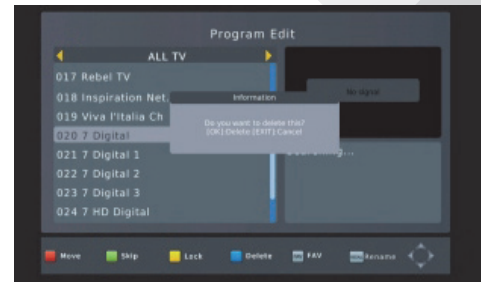 Program Edit
ALL TV
017 Rebel TV
018 Inspiration Net.
019 Viva l'Italia Ch
020 7 Digital
021 7 Digital 1
022 7 Digital 2
023 7 Digital 3
024 7 HD Digital
No signal
Information
Do you want to delete this?
[OK]:Delete [EXIT]:Cancel
Move Skip Lock Delete FAV Rename